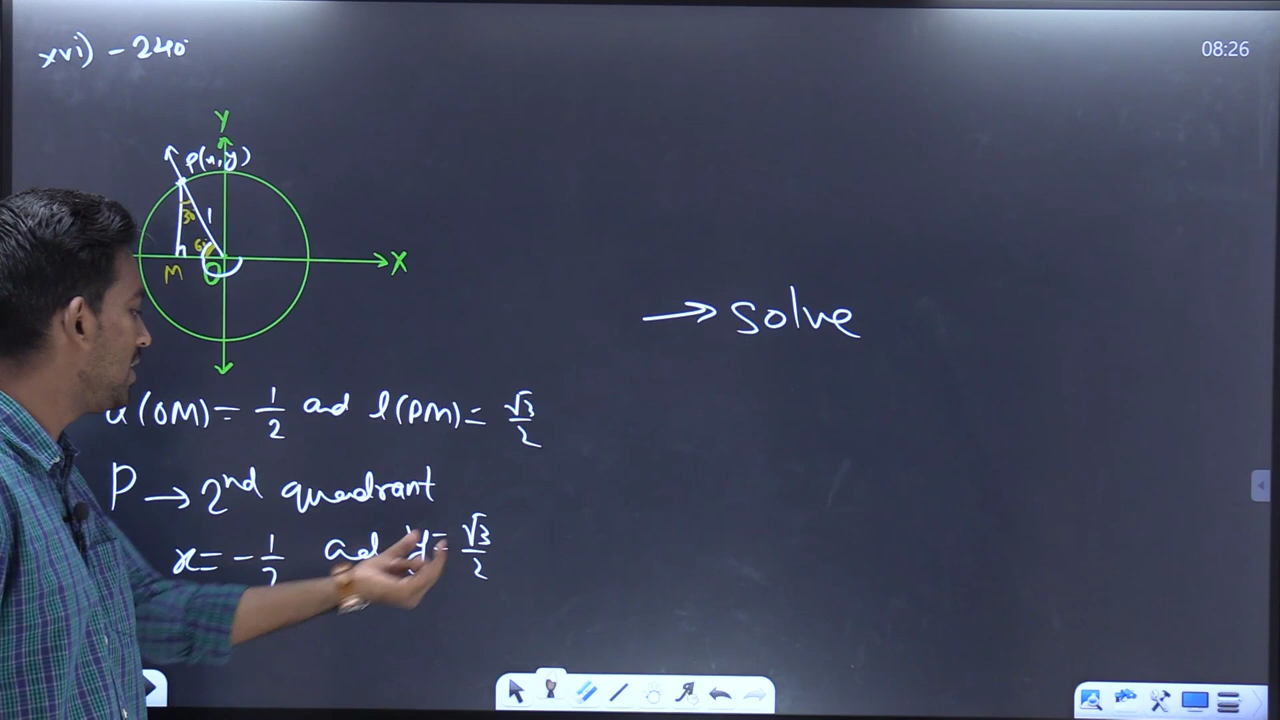 xvi) - 240°
08:26
Y
P(x,y)
30
1
60
X
M
O
→ Solve
(OM) = 1/2 and l(PM) = √3/2
P → 2nd quadrant
x = - 1/2 and y = √3/2